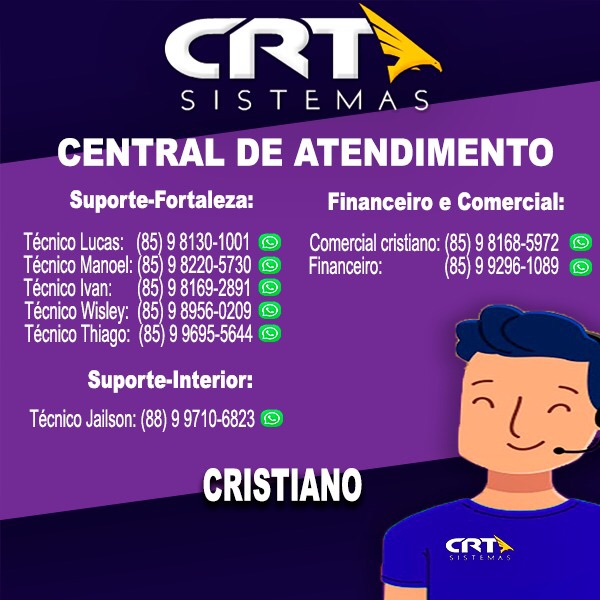 CRT
SISTEMAS
CENTRAL DE ATENDIMENTO
Suporte-Fortaleza:
Técnico Lucas: (85) 9 8130-1001
Técnico Manoel: (85) 9 8220-5730
Técnico Ivan: (85) 9 8169-2891
Técnico Wisley: (85) 9 8956-0209
Técnico Thiago: (85) 9 9695-5644
Suporte-Interior:
Técnico Jailson: (88) 9 9710-6823
Financeiro e Comercial:
Comercial cristiano: (85) 9 8168-5972
Financeiro: (85) 9 9296-1089
CRISTIANO
CRT
SISTEMAS